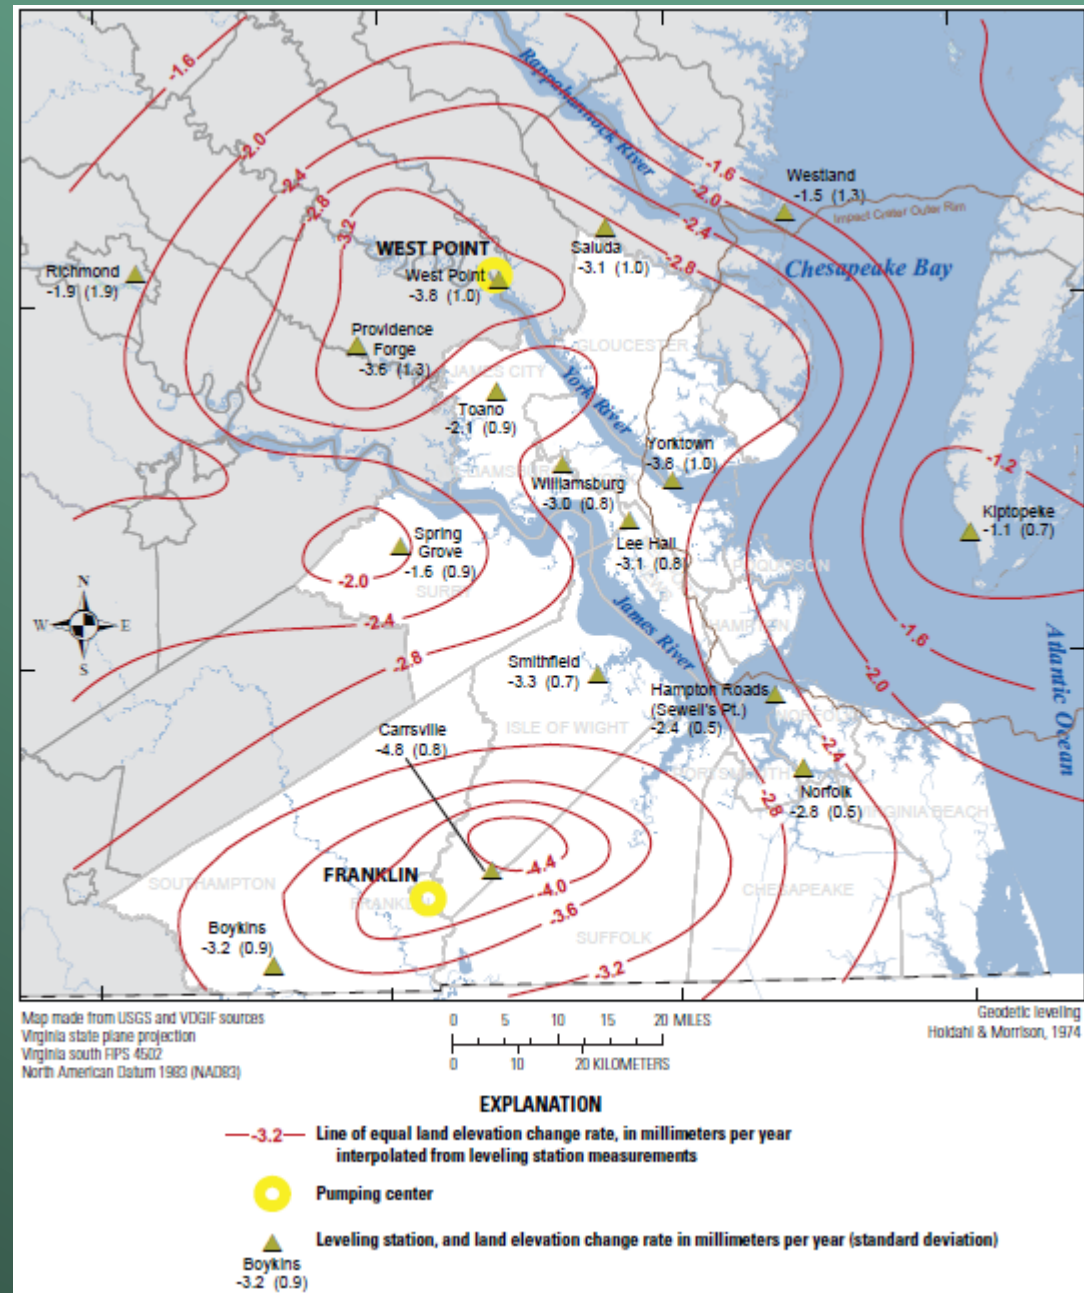 -1.6
-2.0
-2.4
-2.8
-3.2
Rappahannock River
-1.6
-2.0
-2.4
-2.8
Westland
-1.5 (1.3)
Impact Crater Outer Rim
Chesapeake Bay
Saluda
-3.1 (1.0)
WEST POINT
West Point
-3.8 (1.0)
Richmond
-1.9 (1.9)
Providence
Forge
-3.6 (1.3)
GLOUCESTER
JAMES CITY
York River
Toano
-2.1 (0.9)
Yorktown
-3.8 (1.0)
Williamsburg
-3.0 (0.8)
-1.2
Kiptopeke
-1.1 (0.7)
Spring
Grove
-1.6 (0.9)
-2.0
SURRY
Lee Hall
-3.1 (0.8)
POQUOSON
HAMPTON
N
W E
S
-2.4
-2.8
James River
-1.6
-2.0
Atlantic Ocean
Smithfield
-3.3 (0.7)
Hampton Roads
(Sewell's Pt.)
-2.4 (0.5)
NORFOLK
ISLE OF WIGHT
Carrsville
-4.8 (0.8)
-2.4
PORTSMOUTH
-2.8
Norfolk
-2.8 (0.5)
VIRGINIA BEACH
-4.4
-4.0
-3.6
-3.2
FRANKLIN
FRANKLIN
SOUTHAMPTON
CHESAPEAKE
SUFFOLK
Boykins
-3.2 (0.9)
Map made from USGS and VDGIF sources
Virginia state plane projection
Virginia south FIPS 4502
North American Datum 1983 (NAD83)
0 5 10 15 20 MILES
0 10 20 KILOMETERS
Geodetic leveling
Holdahl & Morrison, 1974
EXPLANATION
-3.2 Line of equal land elevation change rate, in millimeters per year
interpolated from leveling station measurements
Pumping center
Leveling station, and land elevation change rate in millimeters per year (standard deviation)
Boykins
-3.2 (0.9)